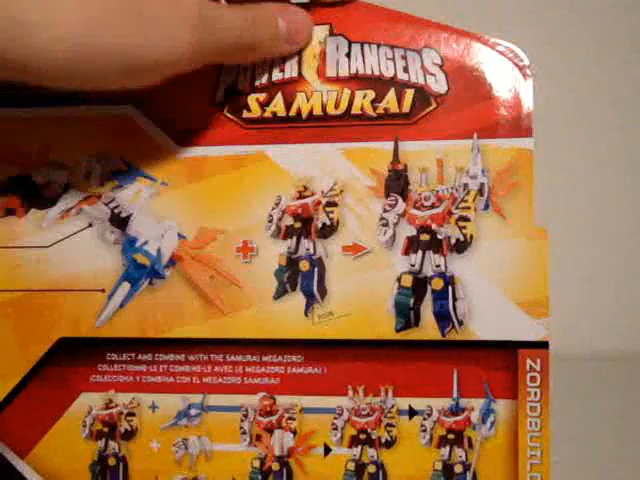 POWER RANGERS
SAMURAI
COLLECT AND COMBINE WITH THE SAMURAI MEGAZORD!
COLLECTIONNE-LE ET COMBINE-LE AVEC LE MEGAZORD SAMURAI !
¡COLECCIONA Y COMBINA CON EL MEGAZORD SAMURAI!
ZORDBUIL